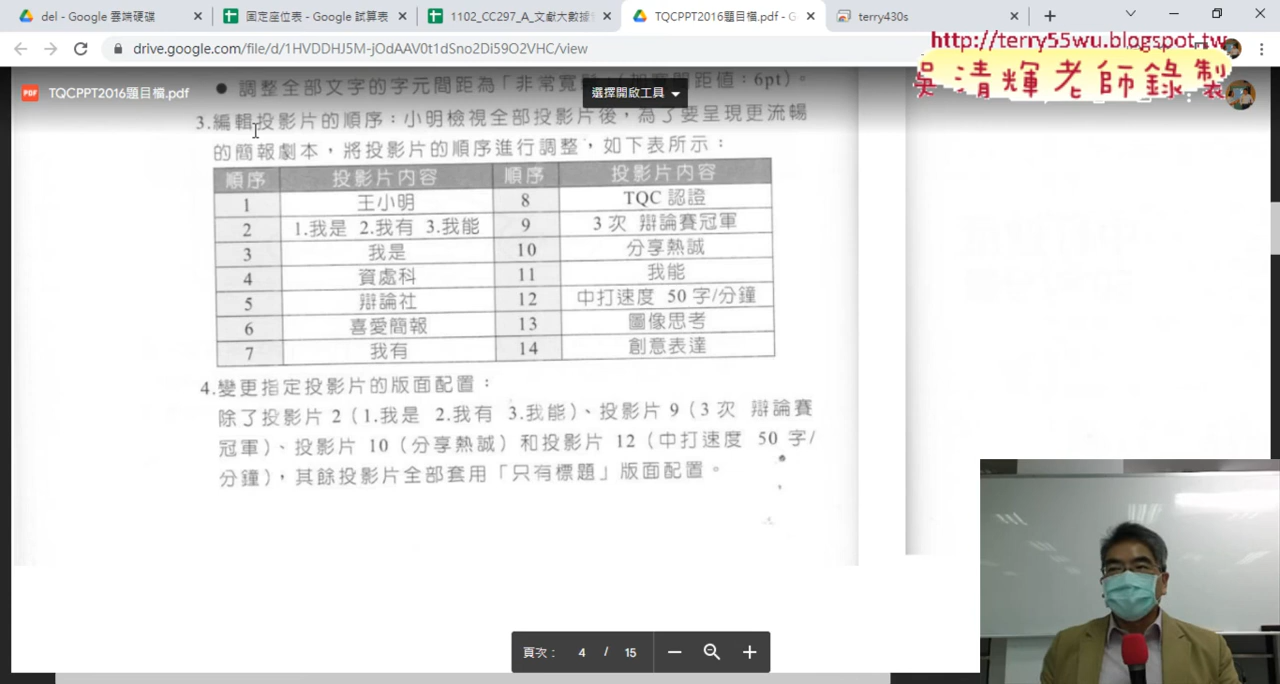 del - Google 雲端硬碟
固定座位表 - Google 試算表
1102_CC297_A_文獻大數據
TQCPPT2016題目檔.pdf - G
terry430s
drive.google.com/file/d/1HVDDHJ5M-jOdAAV0t1dSno2Di59O2VHC/view
http://terry55wu.blogspot.tw
吳清輝老師錄製
PDF TQCPPT2016題目檔.pdf
選擇開啟工具
● 調整全部文字的字元間距為「非常寬 間距值：6pt)。
3.編輯投影片的順序：小明檢視全部投影片後，為了要呈現更流暢
的簡報劇本，將投影片的順序進行調整，如下表所示：
順序 投影片內容 順序 投影片內容
1 王小明 8 TQC 認證
2 1.我是 2.我有 3.我能 9 3 次 辯論賽冠軍
3 我是 10 分享熱誠
4 資處科 11 我能
5 辯論社 12 中打速度 50 字/分鐘
6 喜愛簡報 13 圖像思考
7 我有 14 創意表達
4.變更指定投影片的版面配置：
除了投影片 2（1.我是 2.我有 3.我能）、投影片 9（3 次 辯論賽
冠軍）、投影片 10（分享熱誠）和投影片 12（中打速度 50 字/
分鐘），其餘投影片全部套用「只有標題」版面配置。
頁次： 4 / 15